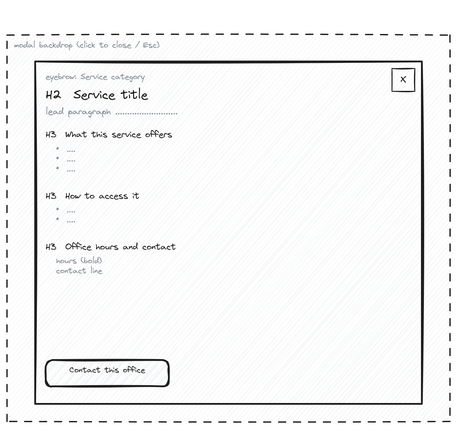 modal backdrop (click to close / Esc)
eyebrow: Service category
X
H2 Service title
lead paragraph ..........................
H3 What this service offers
* ....
* ....
* ....
H3 How to access it
* ....
* ....
H3 Office hours and contact
hours (bold)
contact line
Contact this office